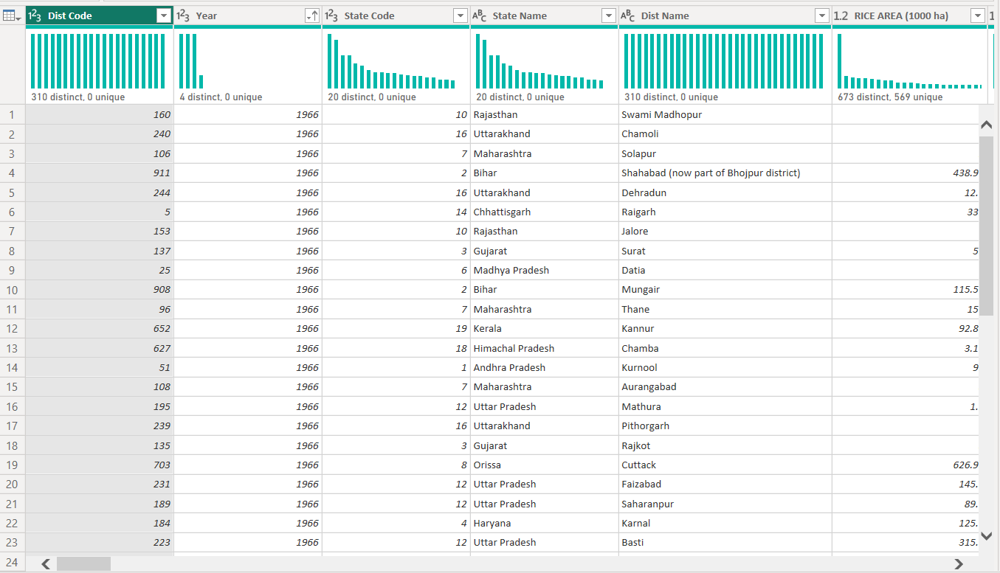 1²3 Dist Code 1²3 Year 1²3 State Code ABC State Name ABC Dist Name 1.2 RICE AREA (1000 ha) 1
310 distinct, 0 unique 4 distinct, 0 unique 20 distinct, 0 unique 20 distinct, 0 unique 310 distinct, 0 unique 673 distinct, 569 unique
1 160 1966 10 Rajasthan Swami Madhopur
2 240 1966 16 Uttarakhand Chamoli
3 106 1966 7 Maharashtra Solapur
4 911 1966 2 Bihar Shahabad (now part of Bhojpur district) 438.9
5 244 1966 16 Uttarakhand Dehradun 12.
6 5 1966 14 Chhattisgarh Raigarh 33
7 153 1966 10 Rajasthan Jalore
8 137 1966 3 Gujarat Surat 5
9 25 1966 6 Madhya Pradesh Datia
10 908 1966 2 Bihar Mungair 115.5
11 96 1966 7 Maharashtra Thane 15
12 652 1966 19 Kerala Kannur 92.8
13 627 1966 18 Himachal Pradesh Chamba 3.1
14 51 1966 1 Andhra Pradesh Kurnool 9
15 108 1966 7 Maharashtra Aurangabad
16 195 1966 12 Uttar Pradesh Mathura 1.
17 239 1966 16 Uttarakhand Pithorgarh
18 135 1966 3 Gujarat Rajkot
19 703 1966 8 Orissa Cuttack 626.9
20 231 1966 12 Uttar Pradesh Faizabad 145.
21 189 1966 12 Uttar Pradesh Saharanpur 89.
22 184 1966 4 Haryana Karnal 125.
23 223 1966 12 Uttar Pradesh Basti 315.
24